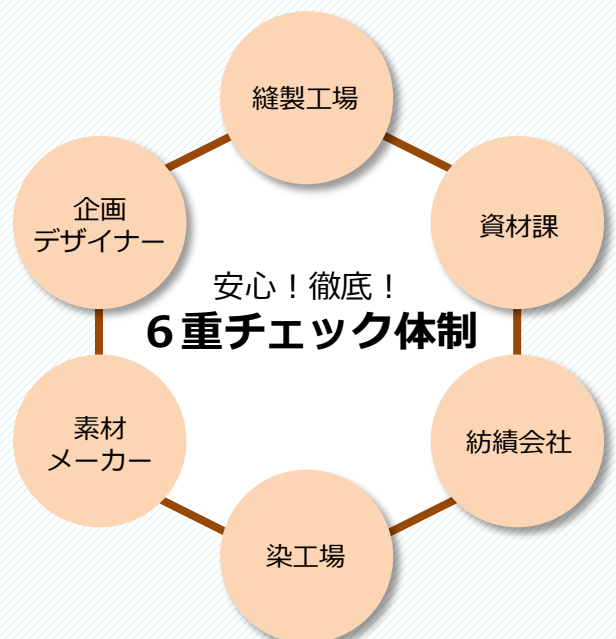 縫製工場
企画
デザイナー
資材課
安心！徹底！
６重チェック体制
素材
メーカー
紡績会社
染工場